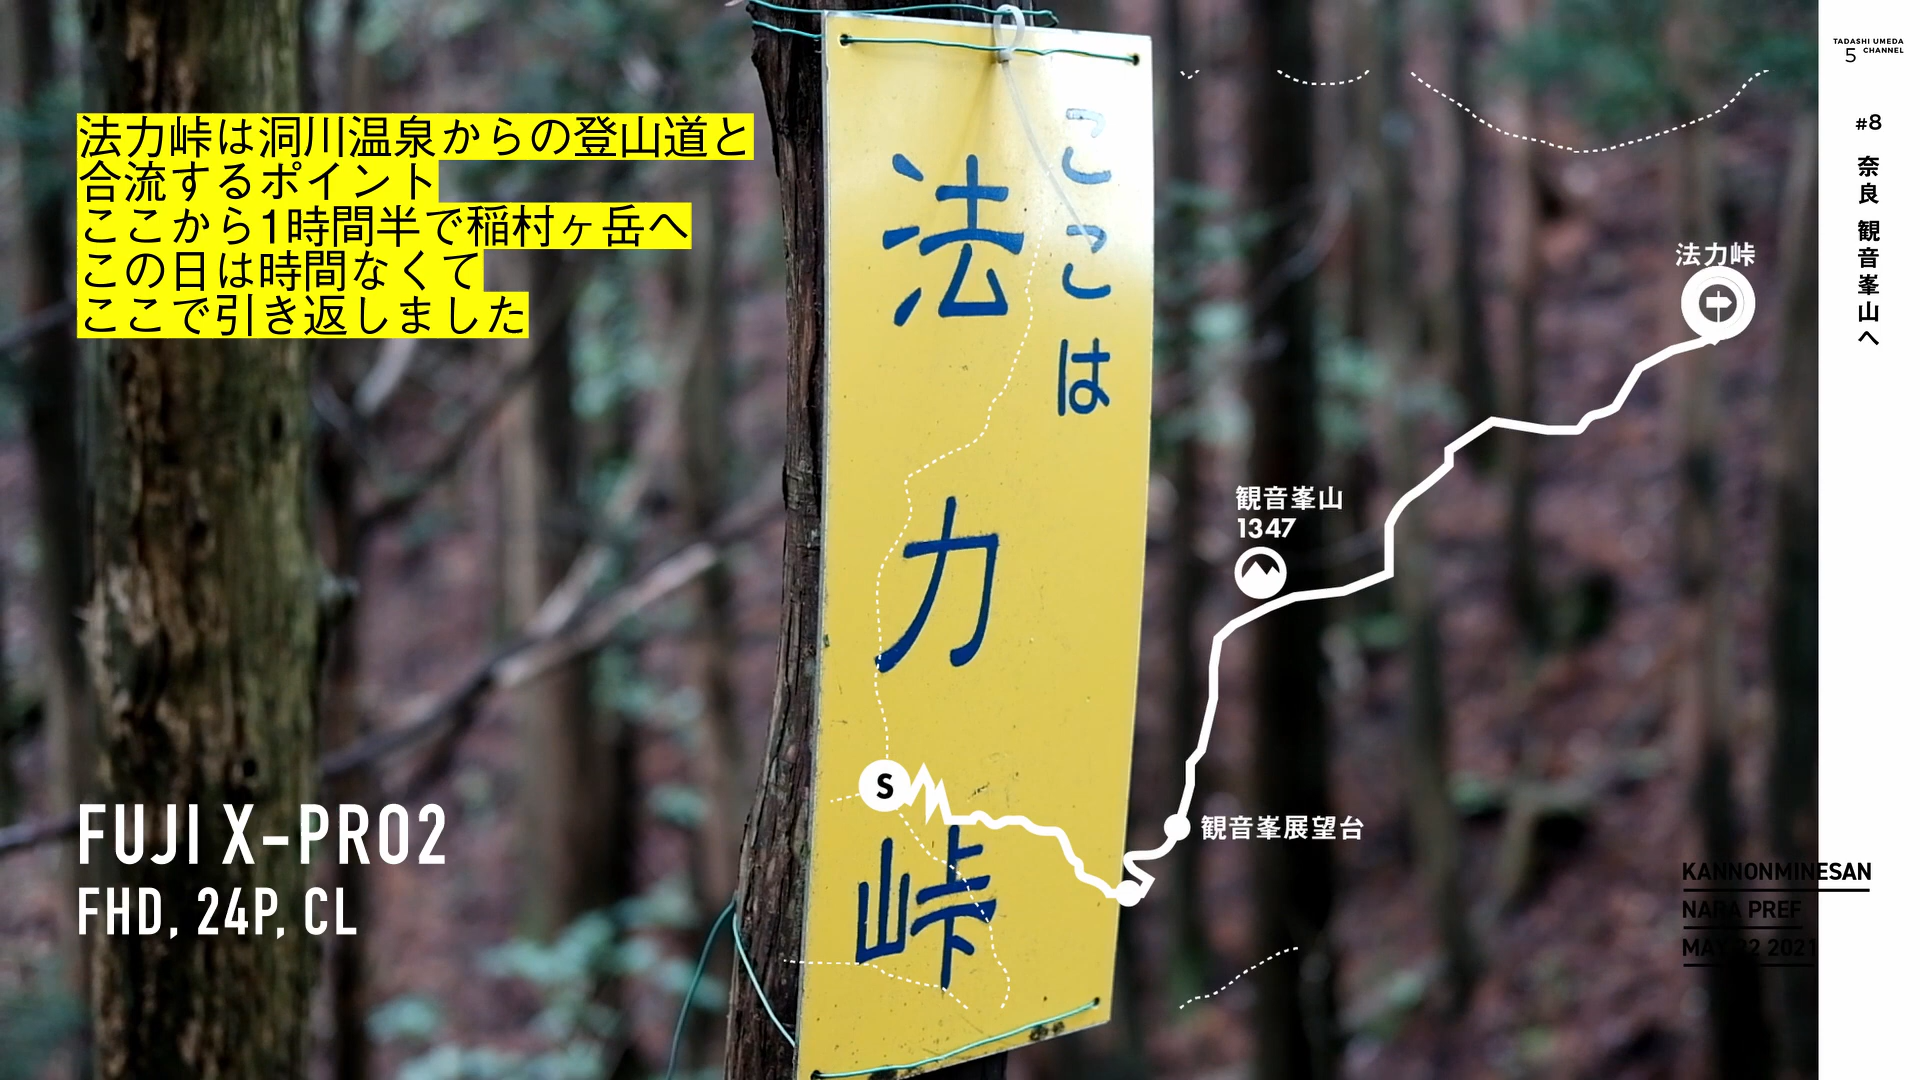 法力峠は洞川温泉からの登山道と
合流するポイント
ここから1時間半で稲村ヶ岳へ
この日は時間なくて
ここで引き返しました
ここは
法力峠
法力峠
観音峯山
1347
S
観音峯展望台
FUJI X-PRO2
FHD, 24P, CL
TADASHI UMEDA
5 CHANNEL
#8 奈良 観音峯山へ
KANNONMINESAN
NARA PREF
MAY 22 2021